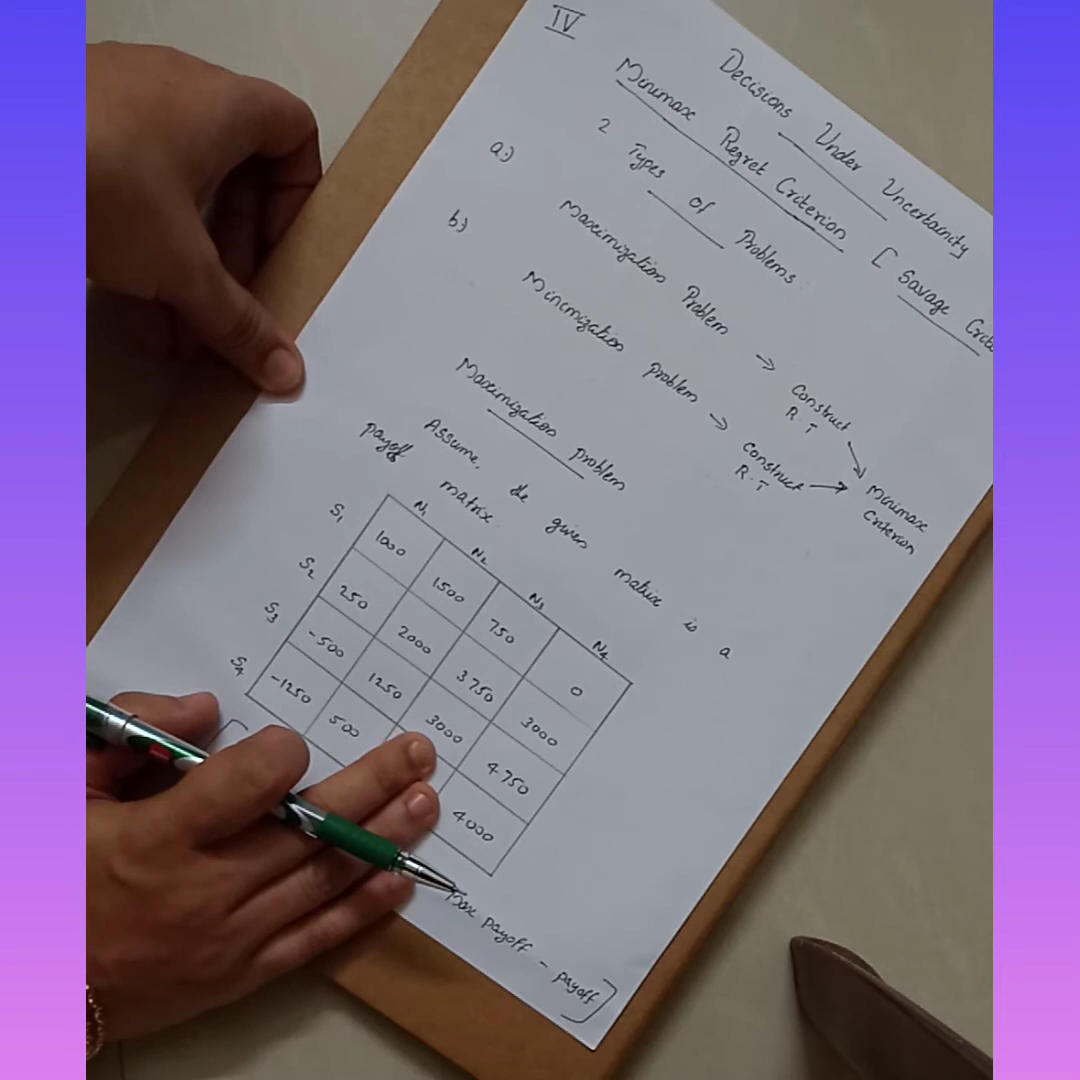 IV
Decisions Under Uncertainity
Minimax Regret Criterion [ Savage
2 Types of Problems:
a:) Maximization Problem → Construct R.T
b:) Minimization problem → Construct R.T → Minimax Criterion
Maximization problem
Assume, the given matrix is a
payoff matrix.
N1 N2 N3 N4
S1 1000 1500 750 0
S2 250 2000 3750 3000
S3 -500 1250 3000 4750
S4 -1250 500 4000
[ Max payoff - payoff ]